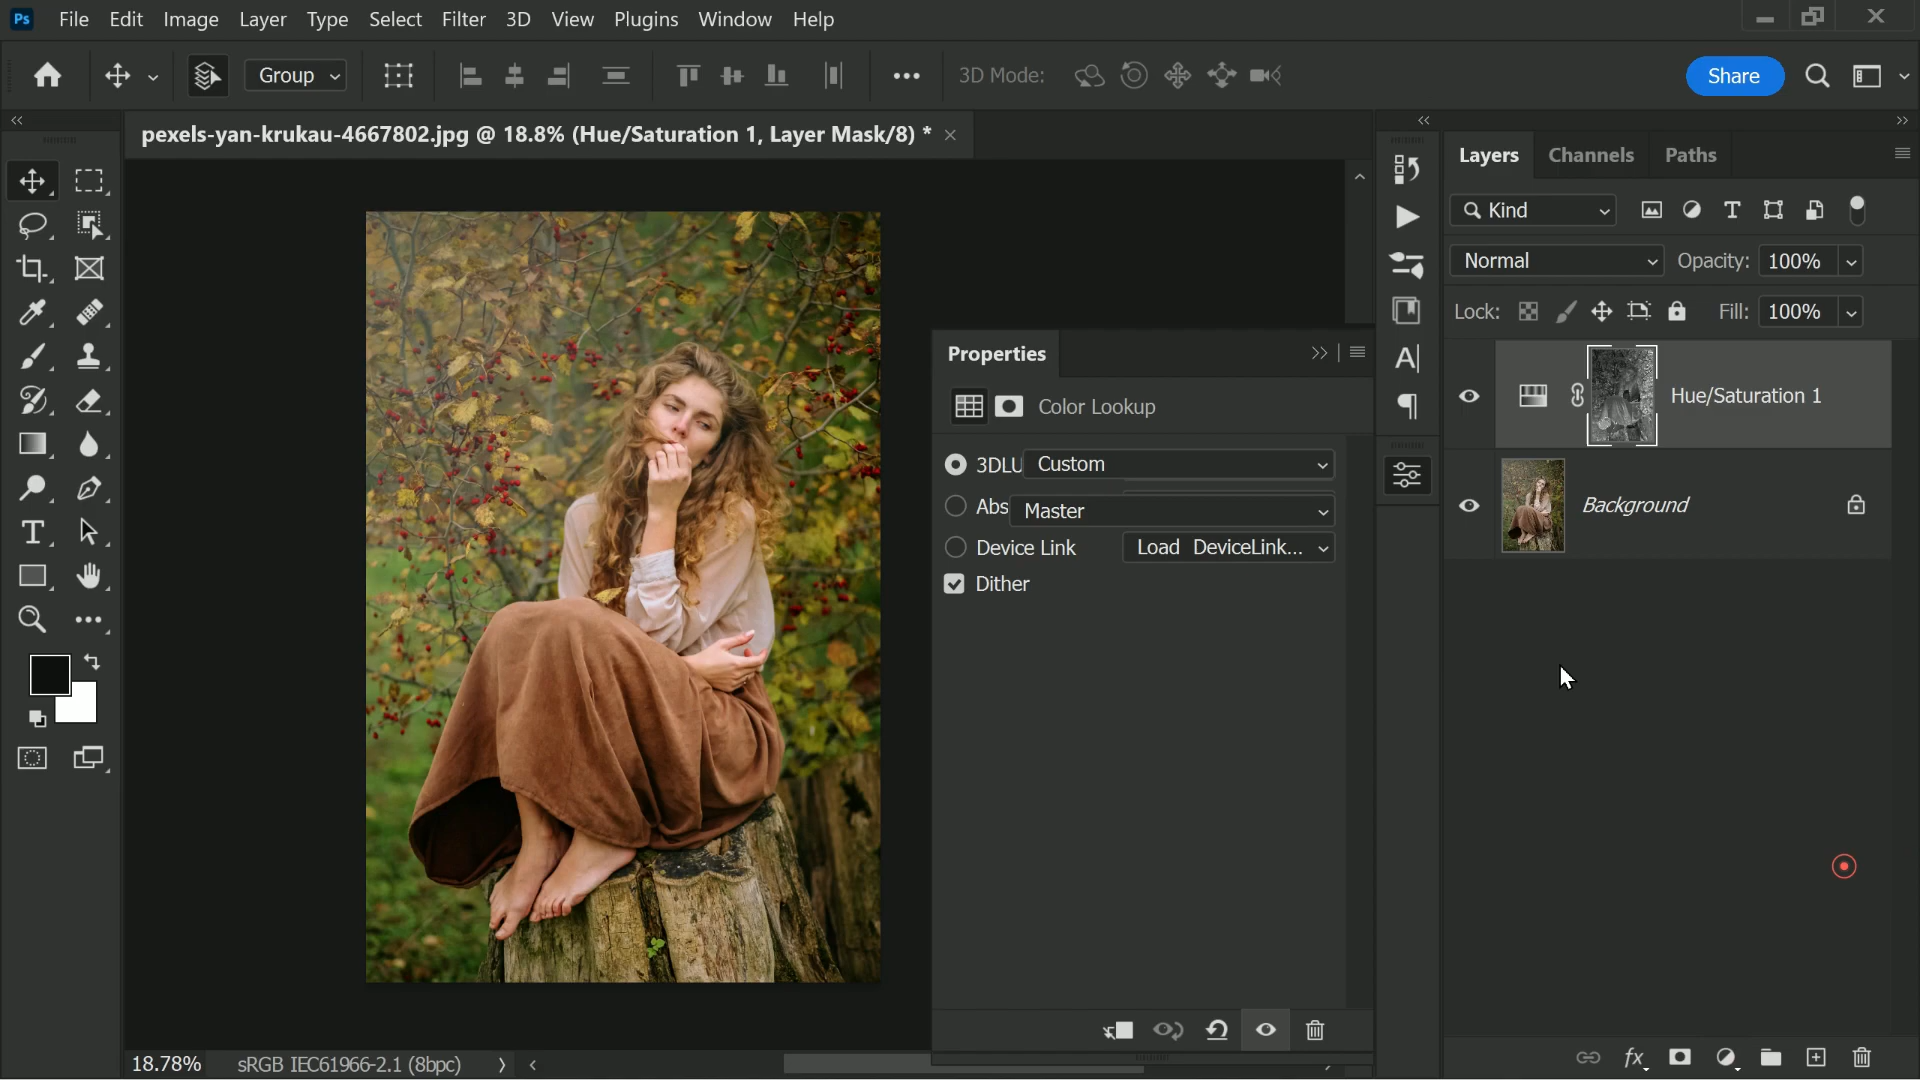 Ps File Edit Image Layer Type Select Filter 3D View Plugins Window Help
Group 3D Mode: Share
pexels-yan-krukau-4667802.jpg @ 18.8% (Hue/Saturation 1, Layer Mask/8) *
Layers Channels Paths
Kind
Normal Opacity: 100%
Lock: Fill: 100%
Hue/Saturation 1
Background
Properties
Color Lookup
3DLU Custom
Abs Master
Device Link Load DeviceLink...
Dither
18.78% sRGB IEC61966-2.1 (8bpc)
fx